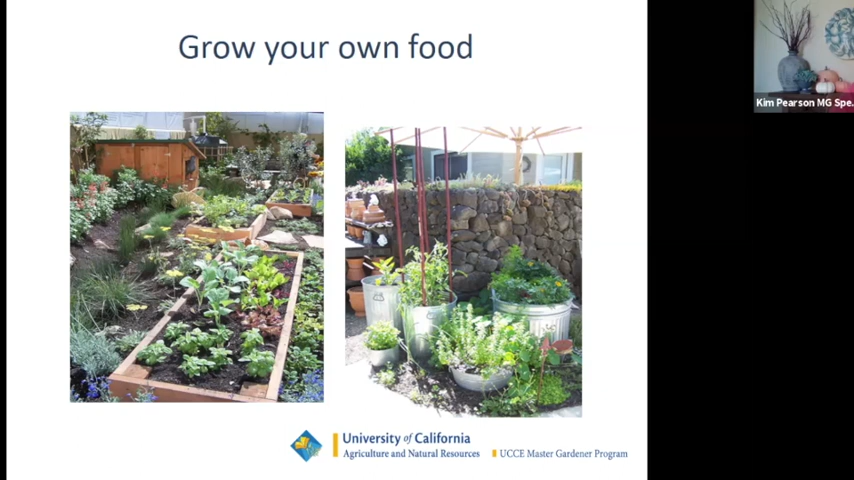 Grow your own food
Kim Pearson MG Spe...
University of California
Agriculture and Natural Resources
UCCE Master Gardener Program